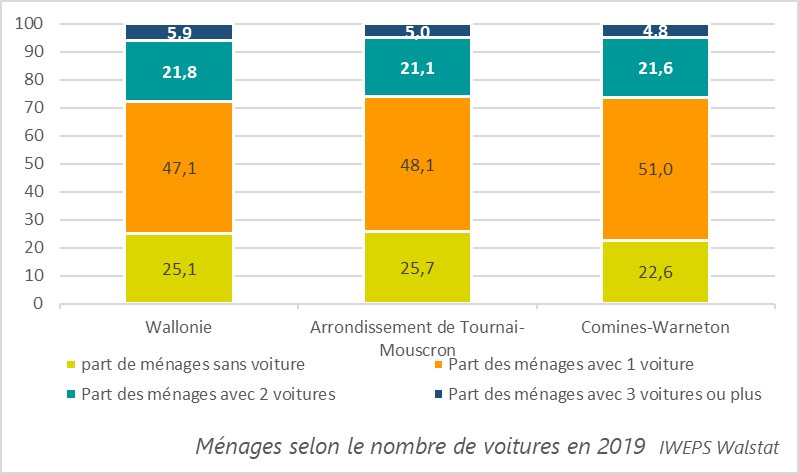 100
90
80
70
60
50
40
30
20
10
0
5,9 5,0 4,8
21,8 21,1 21,6
47,1 48,1 51,0
25,1 25,7 22,6
Wallonie Arrondissement de Tournai- Comines-Warneton
Mouscron
part de ménages sans voiture Part des ménages avec 1 voiture
Part des ménages avec 2 voitures Part des ménages avec 3 voitures ou plus
Ménages selon le nombre de voitures en 2019 IWEPS Walstat